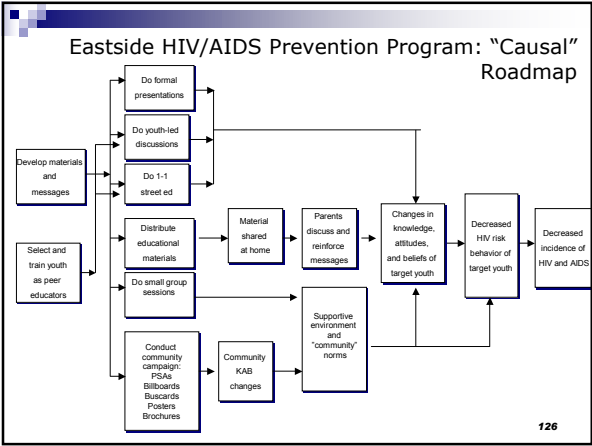 Eastside HIV/AIDS Prevention Program: “Causal”
Roadmap
Do formal
presentations
Do youth-led
discussions
Develop materials
and
messages
Do 1-1
street ed
Select and
train youth
as peer
educators
Distribute
educational
materials
Material
shared
at home
Parents
discuss and
reinforce
messages
Changes in
knowledge,
attitudes,
and beliefs of
target youth
Decreased
HIV risk
behavior of
target youth
Decreased
incidence of
HIV and AIDS
Do small group
sessions
Supportive
environment
and
"community"
norms
Conduct
community
campaign:
PSAs
Billboards
Buscards
Posters
Brochures
Community
KAB
changes
126